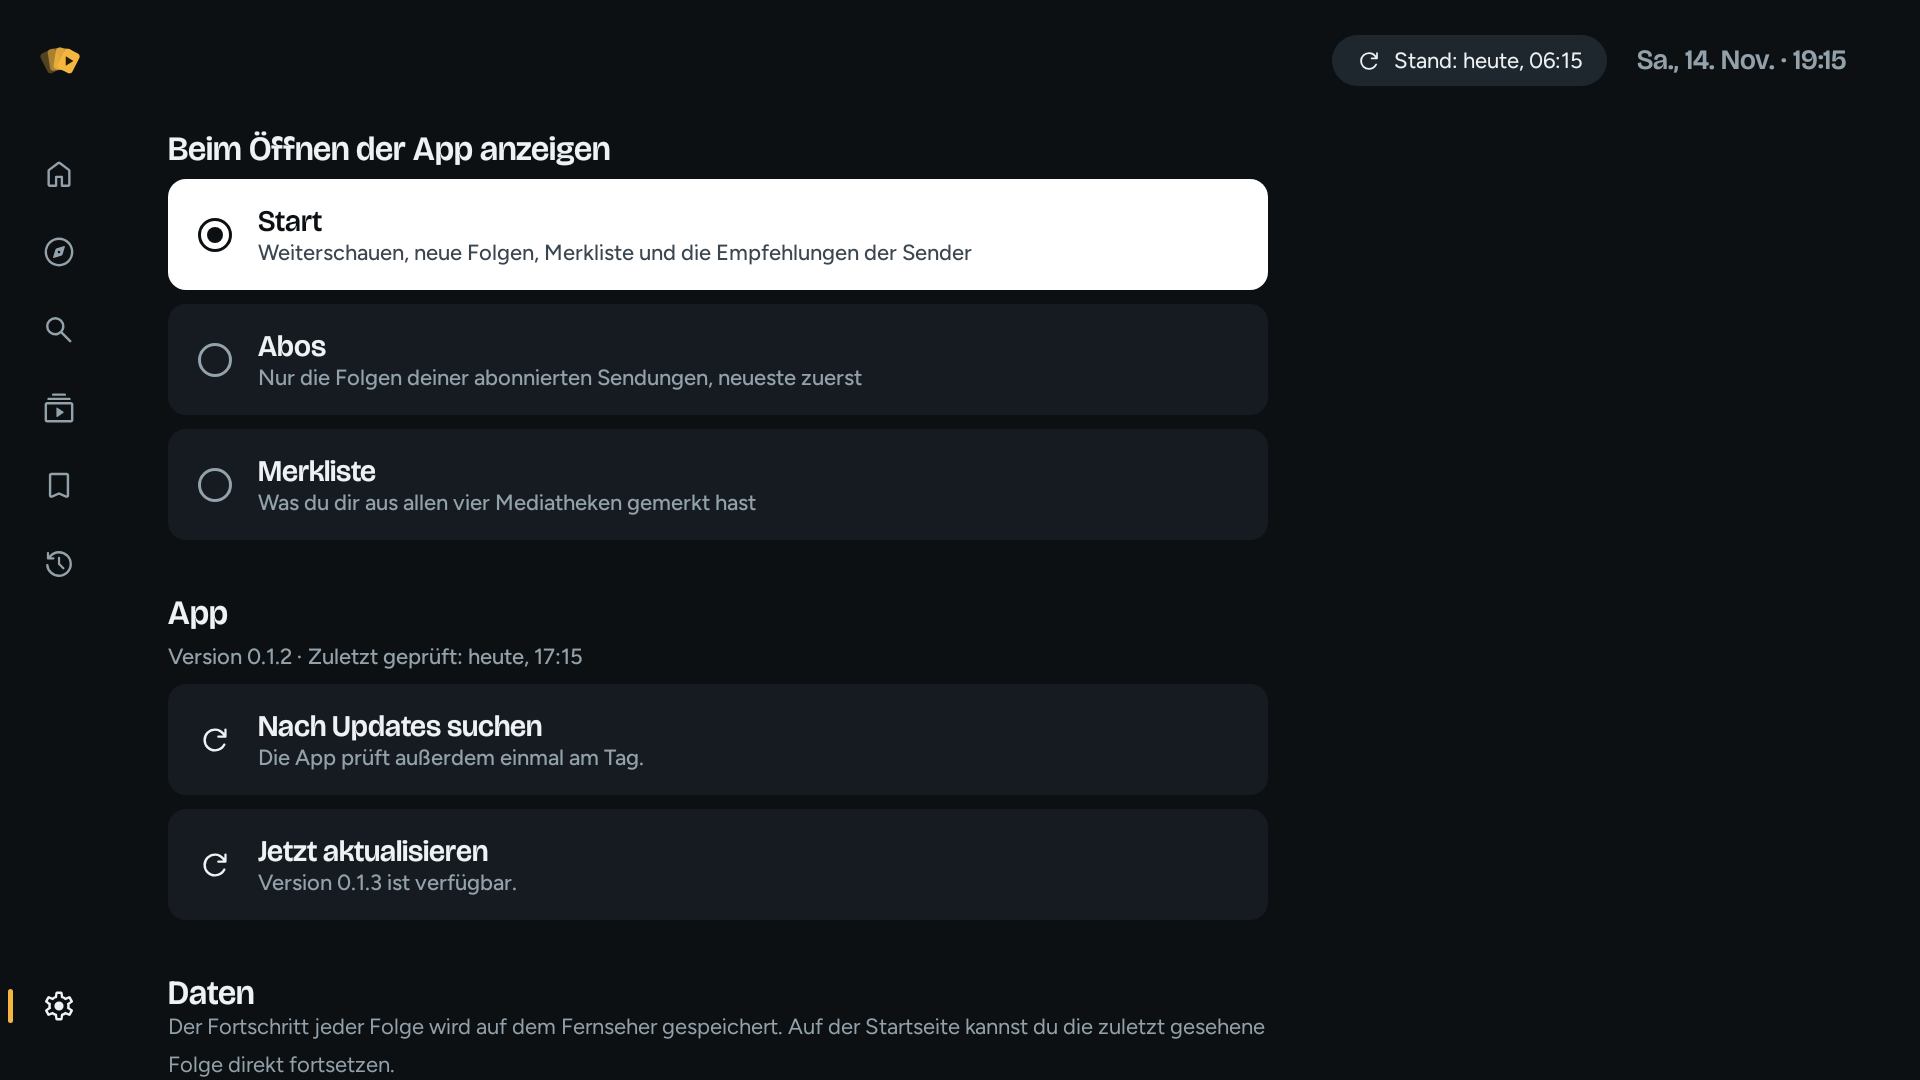 Stand: heute, 06:15
Sa., 14. Nov. · 19:15
Beim Öffnen der App anzeigen
Start
Weiterschauen, neue Folgen, Merkliste und die Empfehlungen der Sender
Abos
Nur die Folgen deiner abonnierten Sendungen, neueste zuerst
Merkliste
Was du dir aus allen vier Mediatheken gemerkt hast
App
Version 0.1.2 · Zuletzt geprüft: heute, 17:15
Nach Updates suchen
Die App prüft außerdem einmal am Tag.
Jetzt aktualisieren
Version 0.1.3 ist verfügbar.
Daten
Der Fortschritt jeder Folge wird auf dem Fernseher gespeichert. Auf der Startseite kannst du die zuletzt gesehene
Folge direkt fortsetzen.